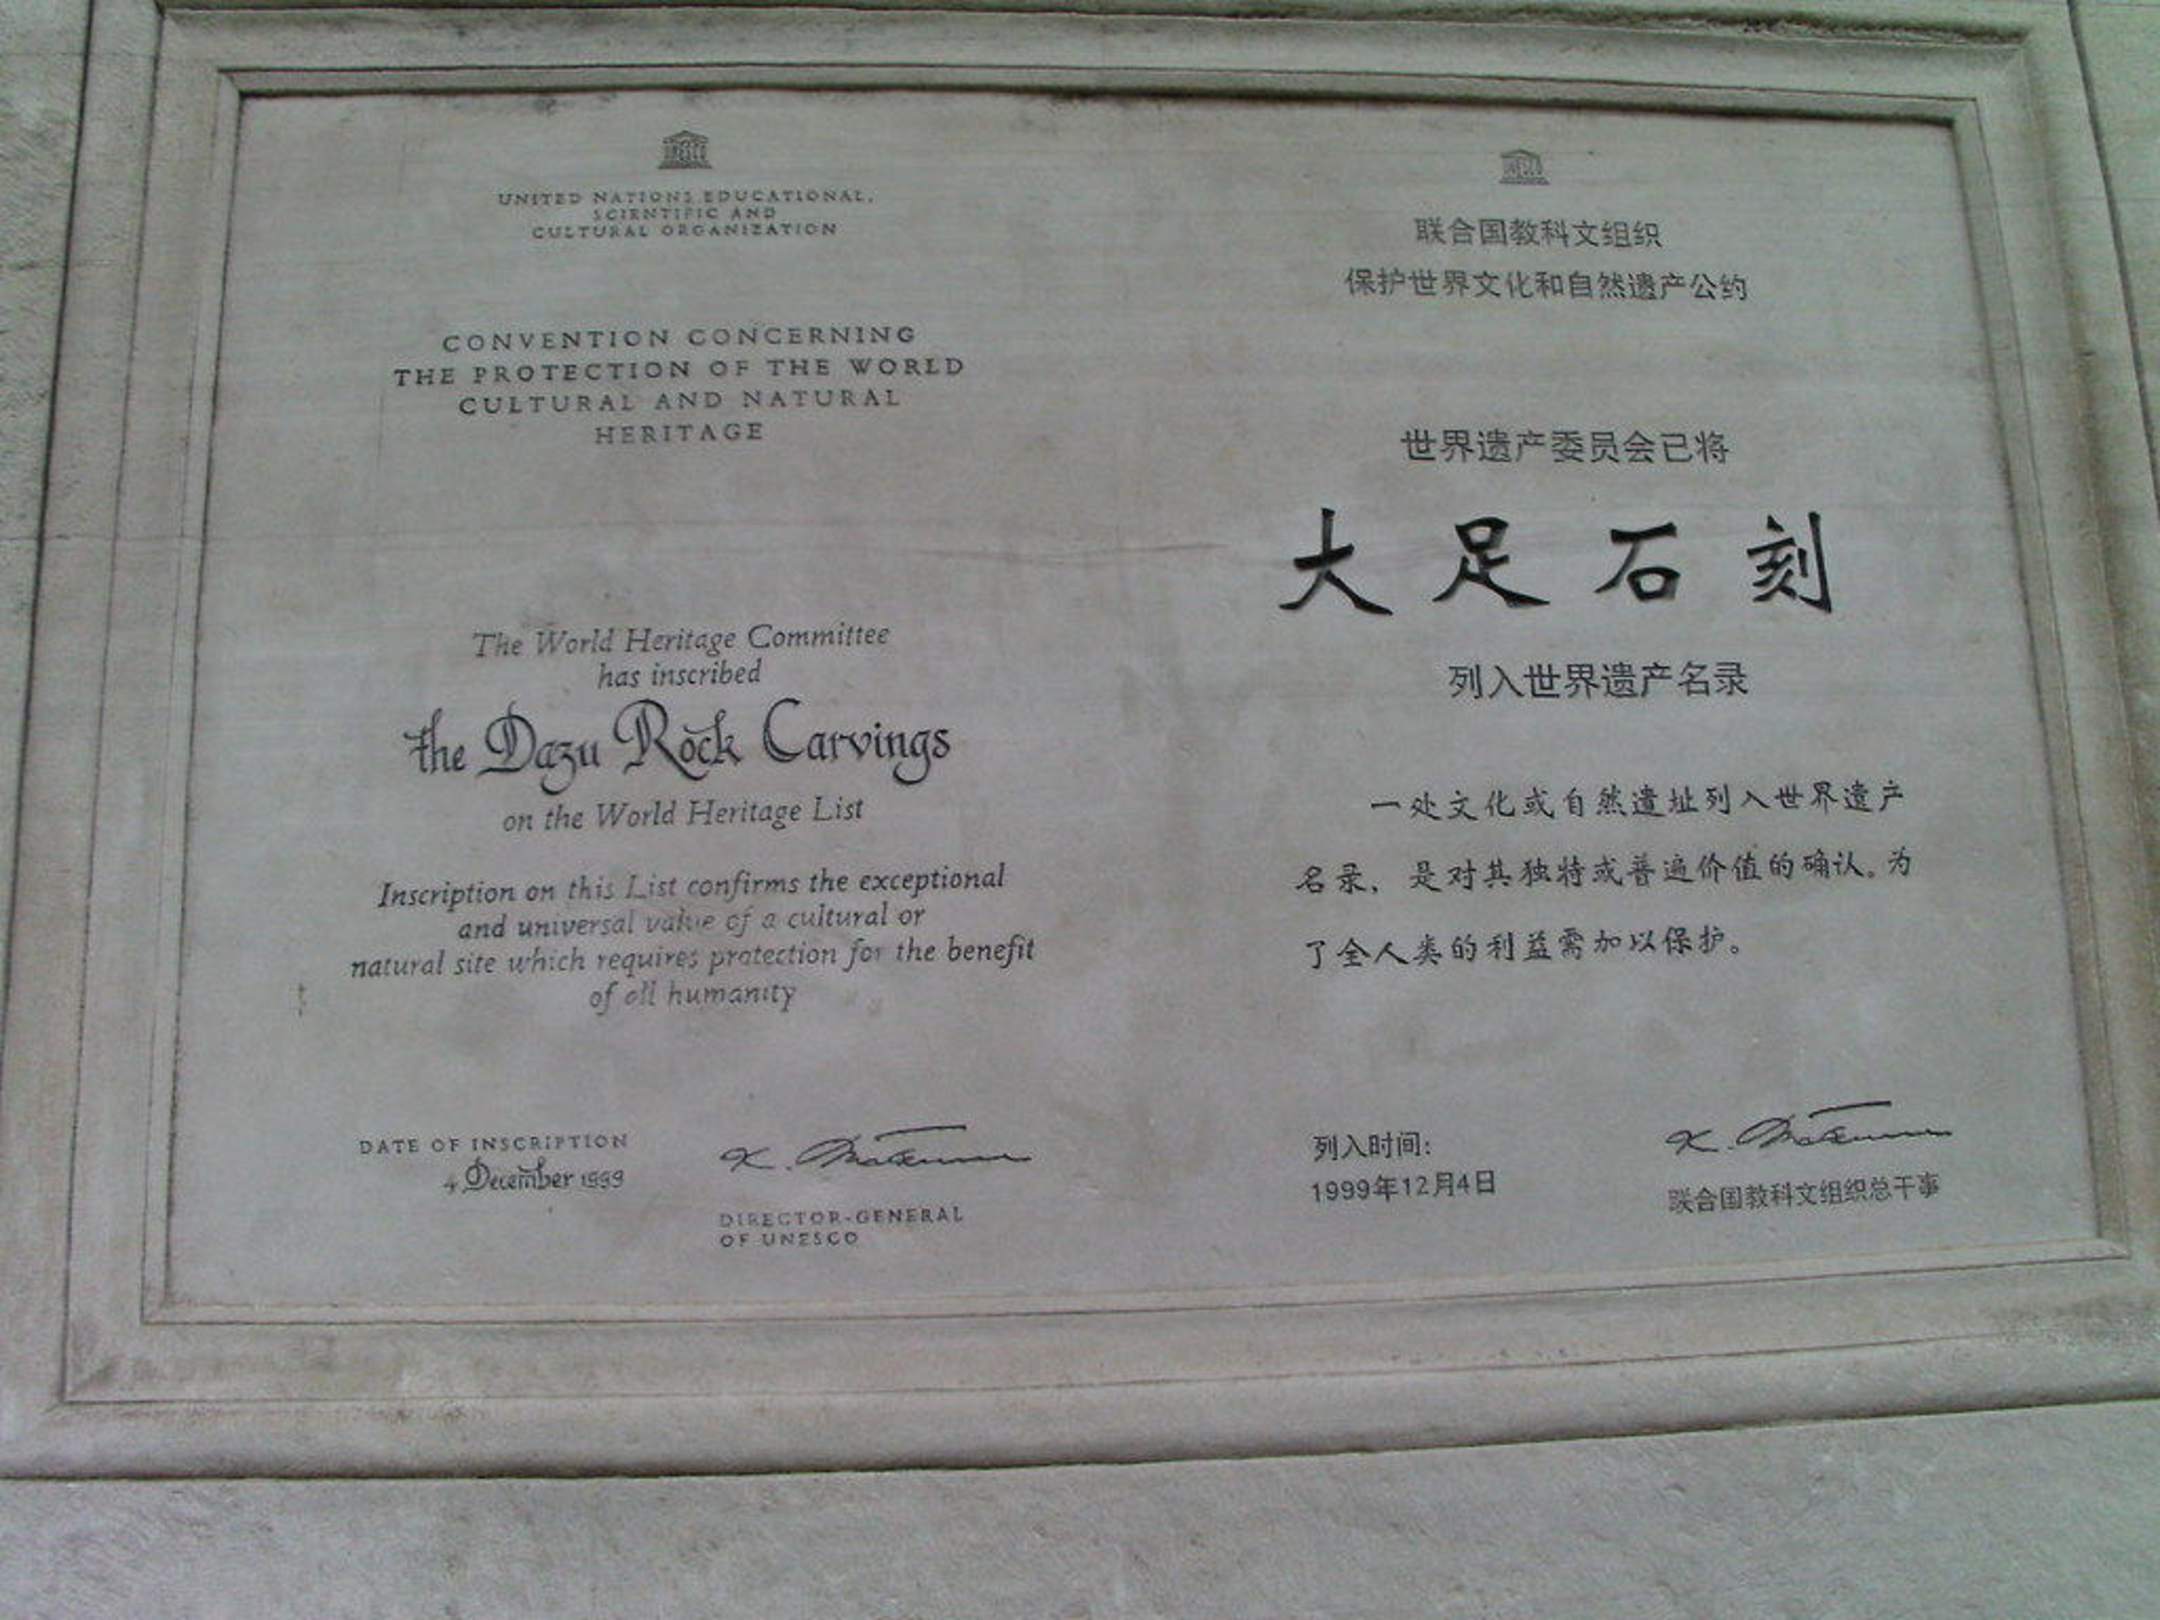 UNESCO
UNITED NATIONS EDUCATIONAL,
SCIENTIFIC AND
CULTURAL ORGANIZATION
CONVENTION CONCERNING
THE PROTECTION OF THE WORLD
CULTURAL AND NATURAL
HERITAGE
The World Heritage Committee
has inscribed
the Dazu Rock Carvings
on the World Heritage List
Inscription on this List confirms the exceptional
and universal value of a cultural or
natural site which requires protection for the benefit
of all humanity
DATE OF INSCRIPTION
4 December 1999
DIRECTOR-GENERAL
OF UNESCO
UNESCO
联合国教科文组织
保护世界文化和自然遗产公约
世界遗产委员会已将
大足石刻
列入世界遗产名录
一处文化或自然遗址列入世界遗产
名录，是对其独特或普遍价值的确认。为
了全人类的利益需加以保护。
列入时间：
1999年12月4日
联合国教科文组织总干事